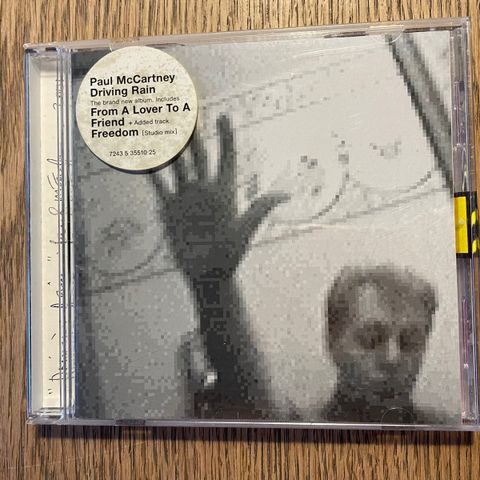 Paul McCartney
Driving Rain
The brand new album. Includes
From A Lover To A
Friend + Added track
Freedom [Studio mix]
7243 5 35510 25